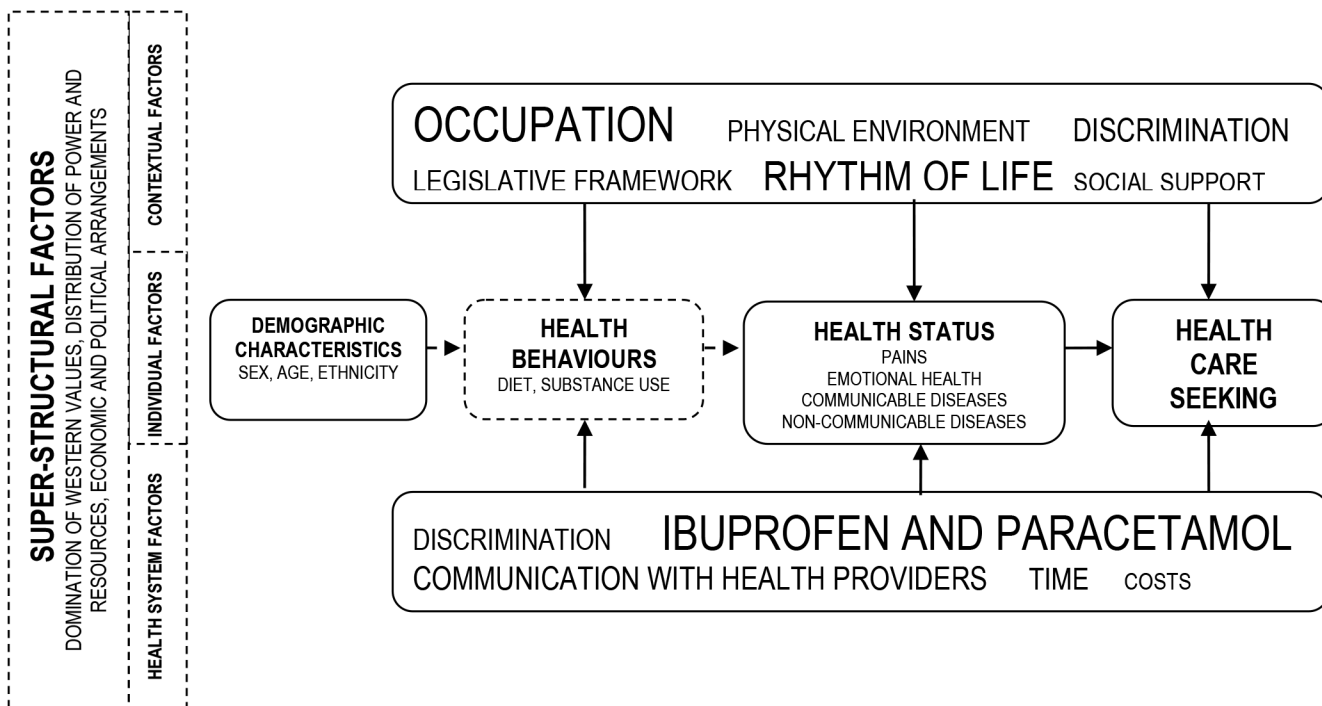 SUPER-STRUCTURAL FACTORS
DOMINATION OF WESTERN VALUES, DISTRIBUTION OF POWER AND
RESOURCES, ECONOMIC AND POLITICAL ARRANGEMENTS
CONTEXTUAL FACTORS
INDIVIDUAL FACTORS
HEALTH SYSTEM FACTORS
OCCUPATION PHYSICAL ENVIRONMENT DISCRIMINATION
LEGISLATIVE FRAMEWORK RHYTHM OF LIFE SOCIAL SUPPORT
DEMOGRAPHIC
CHARACTERISTICS
SEX, AGE, ETHNICITY
HEALTH
BEHAVIOURS
DIET, SUBSTANCE USE
HEALTH STATUS
PAINS
EMOTIONAL HEALTH
COMMUNICABLE DISEASES
NON-COMMUNICABLE DISEASES
HEALTH
CARE
SEEKING
DISCRIMINATION IBUPROFEN AND PARACETAMOL
COMMUNICATION WITH HEALTH PROVIDERS TIME COSTS